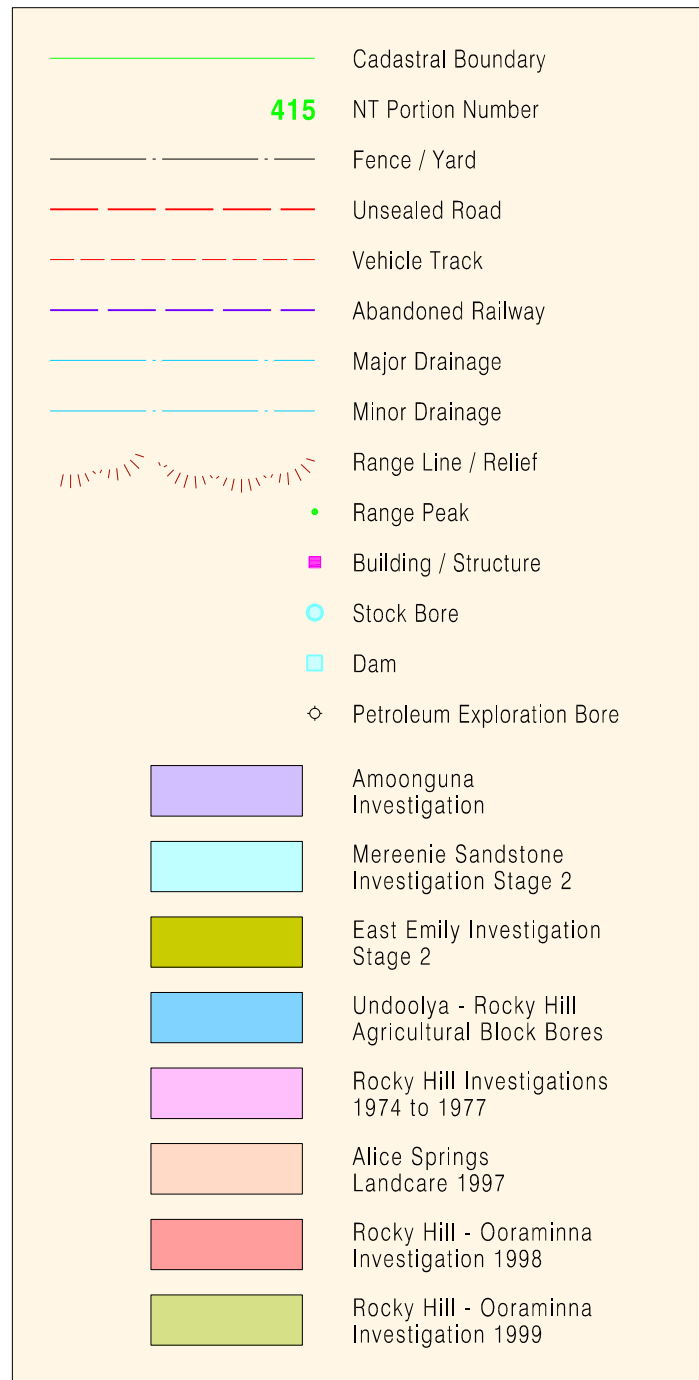 Cadastral Boundary
415 NT Portion Number
Fence / Yard
Unsealed Road
Vehicle Track
Abandoned Railway
Major Drainage
Minor Drainage
Range Line / Relief
Range Peak
Building / Structure
Stock Bore
Dam
Petroleum Exploration Bore
Amoonguna
Investigation
Mereenie Sandstone
Investigation Stage 2
East Emily Investigation
Stage 2
Undoolya - Rocky Hill
Agricultural Block Bores
Rocky Hill Investigations
1974 to 1977
Alice Springs
Landcare 1997
Rocky Hill - Ooraminna
Investigation 1998
Rocky Hill - Ooraminna
Investigation 1999